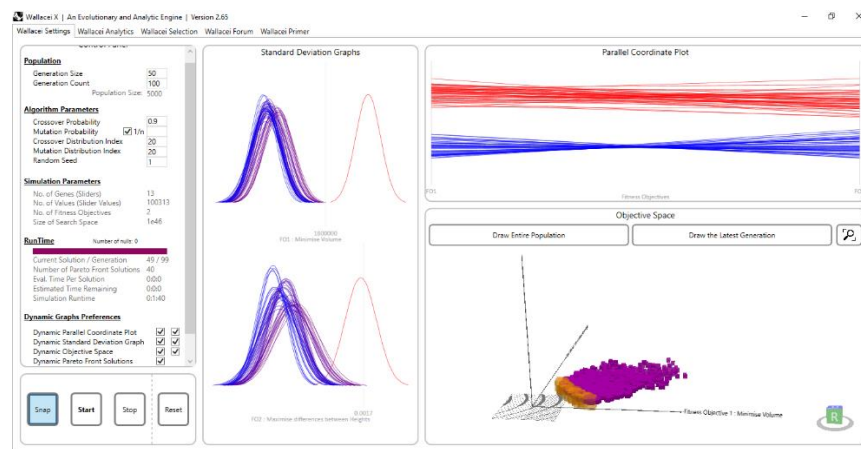 Wallacei X | An Evolutionary and Analytic Engine | Version 2.65
Wallacei Settings Wallacei Analytics Wallacei Selection Wallacei Forum Wallacei Primer
Control Panel
Population
Generation Size 50
Generation Count 100
Population Size: 5000
Algorithm Parameters
Crossover Probability 0.9
Mutation Probability 1/n
Crossover Distribution Index 20
Mutation Distribution Index 20
Random Seed 1
Simulation Parameters
No. of Genes (Sliders) 13
No. of Values (Slider Values) 100313
No. of Fitness Objectives 2
Size of Search Space 1e46
RunTime Number of nulls: 0
Current Solution / Generation 49 / 99
Number of Pareto Front Solutions 40
Eval. Time Per Solution 0:0:0
Estimated Time Remaining 0:0:0
Simulation Runtime 0:1:40
Dynamic Graphs Preferences
Dynamic Parallel Coordinate Plot
Dynamic Standard Deviation Graph
Dynamic Objective Space
Dynamic Pareto Front Solutions
Snap Start Stop Reset
Standard Deviation Graphs
FO1 : Minimise Volume
0.0017
FO2 : Maximise differences between Heights
Parallel Coordinate Plot
FO1
Fitness Objectives
Objective Space
Draw Entire Population Draw the Latest Generation
Fitness Objective 1 : Minimise Volume
R